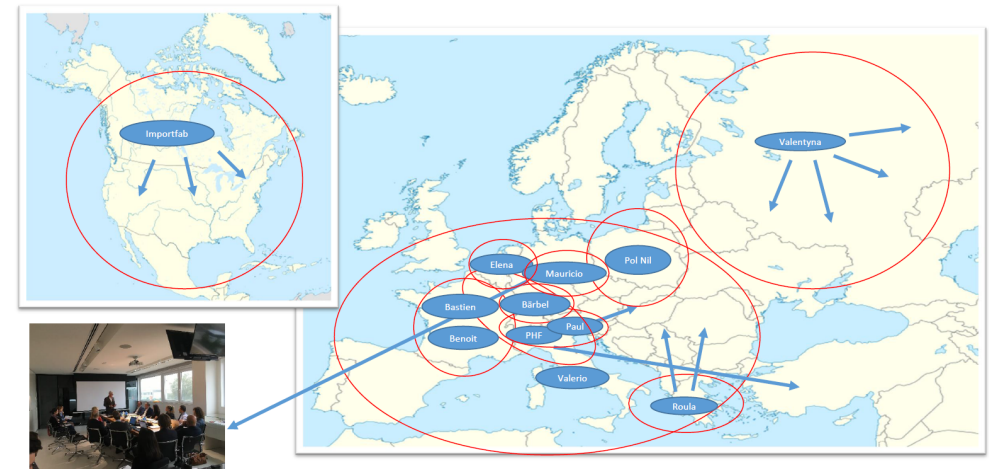 Importfab
Valentyna
Elena
Mauricio
Pol Nil
Bastien
Bärbel
Benoit
PHF
Paul
Valerio
Roula